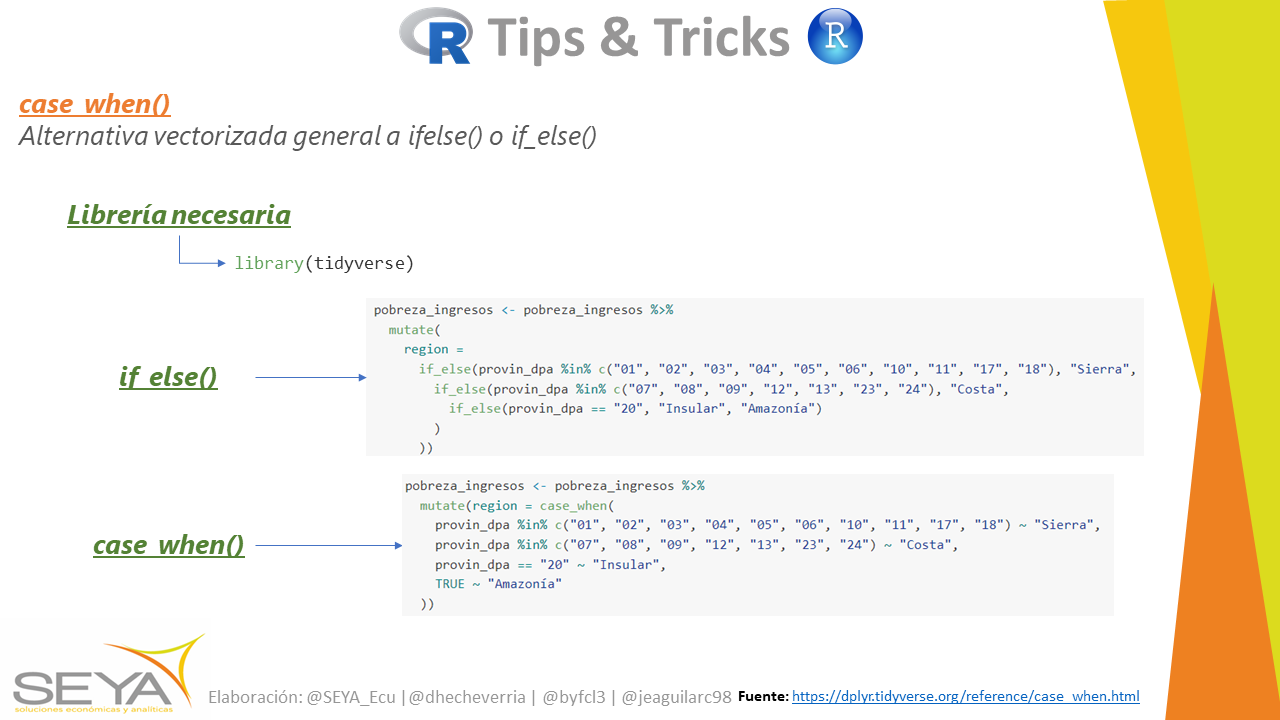 R Tips & Tricks R
case_when()
Alternativa vectorizada general a ifelse() o if_else()
Librería necesaria
library(tidyverse)
if_else()
pobreza_ingresos <- pobreza_ingresos %>%
mutate(
region =
if_else(provin_dpa %in% c("01", "02", "03", "04", "05", "06", "10", "11", "17", "18"), "Sierra",
if_else(provin_dpa %in% c("07", "08", "09", "12", "13", "23", "24"), "Costa",
if_else(provin_dpa == "20", "Insular", "Amazonía")
)
))
case_when()
pobreza_ingresos <- pobreza_ingresos %>%
mutate(region = case_when(
provin_dpa %in% c("01", "02", "03", "04", "05", "06", "10", "11", "17", "18") ~ "Sierra",
provin_dpa %in% c("07", "08", "09", "12", "13", "23", "24") ~ "Costa",
provin_dpa == "20" ~ "Insular",
TRUE ~ "Amazonía"
))
SEYA
soluciones económicas y analíticas
Elaboración: @SEYA_Ecu |@dhecheverria | @byfcl3 | @jeaguilarc98
Fuente: https://dplyr.tidyverse.org/reference/case_when.html